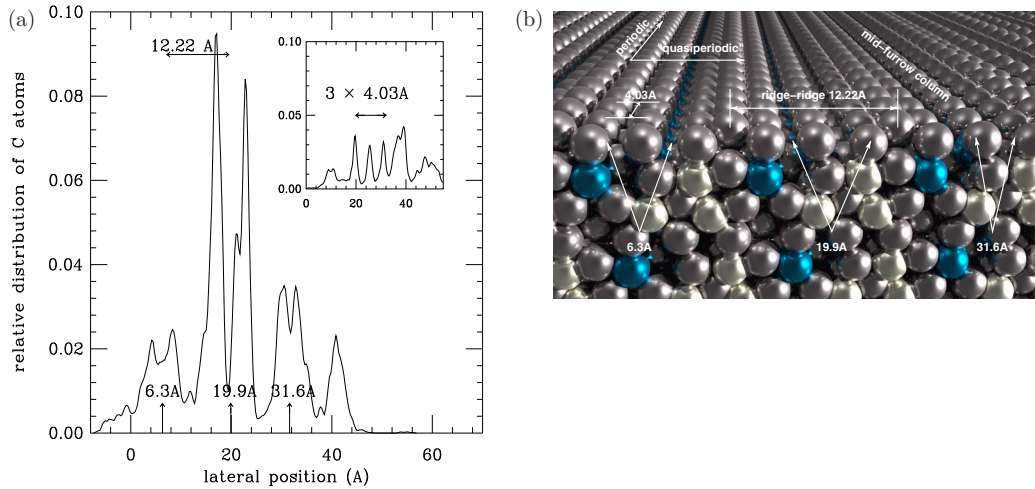 (a)
12.22 A
0.10
0.08
0.06
0.04
0.02
0.00
relative distribution of C atoms
0.10
0.05
0.00
3 × 4.03A
0
20
40
6.3A
19.9A
31.6A
0
20
40
60
lateral position (A)
(b)
periodic
"quasiperiodic"
mid-furrow column
4.03A
ridge-ridge 12.22A
6.3A
19.9A
31.6A